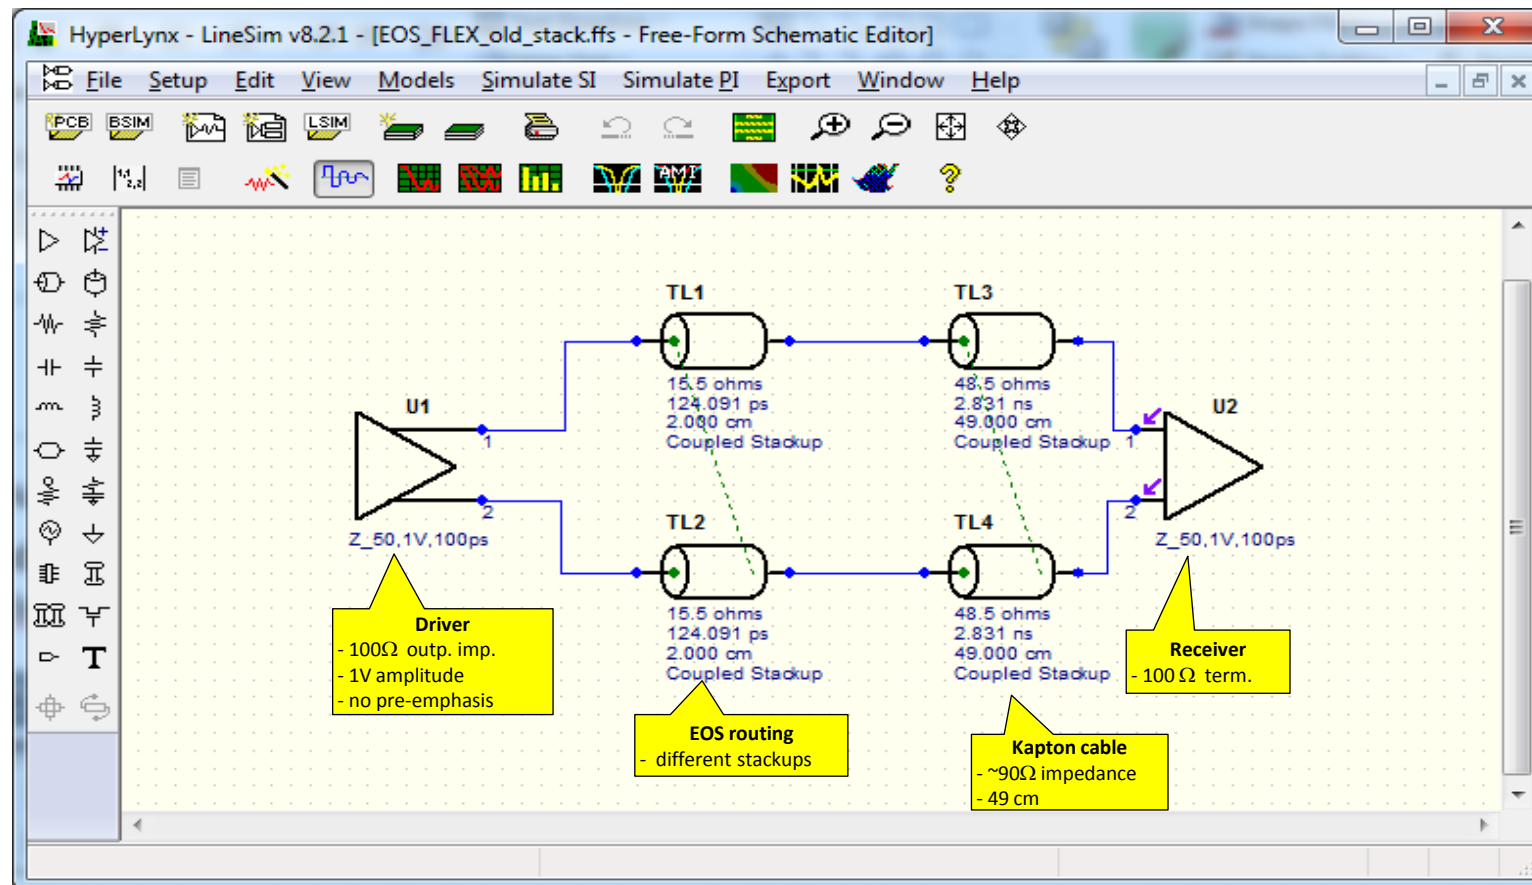 HyperLynx - LineSim v8.2.1 - [EOS_FLEX_old_stack.ffs - Free-Form Schematic Editor]
File Setup Edit View Models Simulate SI Simulate PI Export Window Help
PCB BSIM LSIM
AMI
T
TL1
15.5 ohms
124.091 ps
2.000 cm
Coupled Stackup
TL3
48.5 ohms
2.831 ns
49.000 cm
Coupled Stackup
U1
1
2
Z_50,1V,100ps
U2
1
2
Z_50,1V,100ps
TL2
15.5 ohms
124.091 ps
2.000 cm
Coupled Stackup
TL4
48.5 ohms
2.831 ns
49.000 cm
Coupled Stackup
Driver
- 100Ω outp. imp.
- 1V amplitude
- no pre-emphasis
Receiver
- 100 Ω term.
EOS routing
- different stackups
Kapton cable
- ~90Ω impedance
- 49 cm